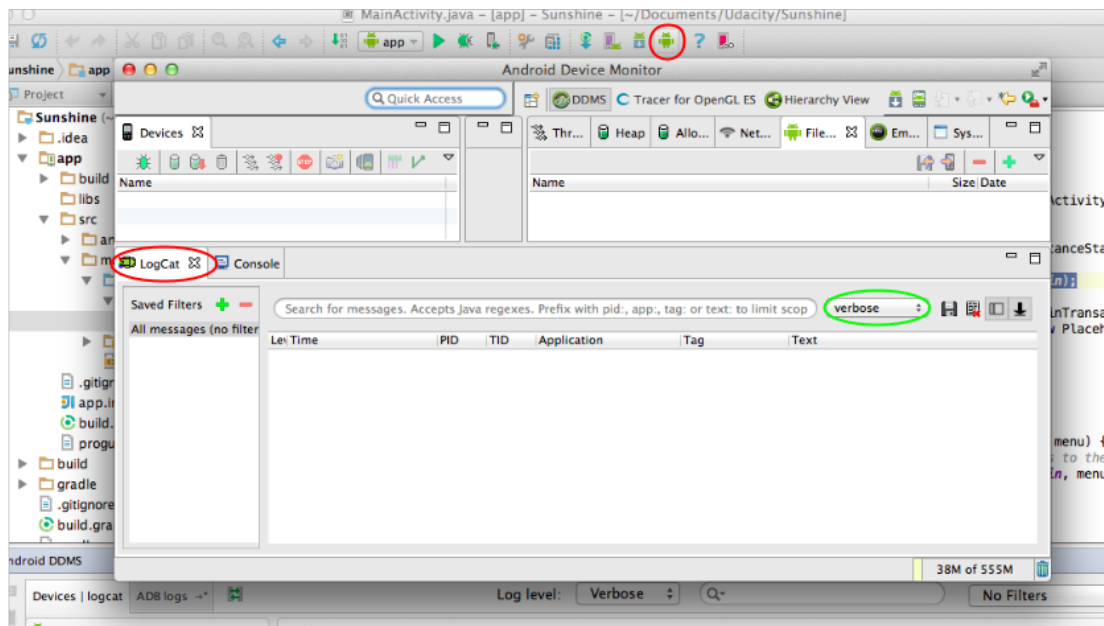 MainActivity.java – [app] – Sunshine – [~/Documents/Udacity/Sunshine]
app
unshine app
Android Device Monitor
Project
Quick Access
DDMS Tracer for OpenGL ES Hierarchy View
Sunshine (~
.idea
app
build
libs
src
Devices
Name
Thr... Heap Allo... Net... File... Em... Sys...
Name Size Date
LogCat Console
Saved Filters
All messages (no filter
Search for messages. Accepts Java regexes. Prefix with pid:, app:, tag: or text: to limit scop
verbose
Time PID TID Application Tag Text
.gitigr
app.ir
build.
progu
build
gradle
.gitignore
build.gra
menu) {
to the
in, menu
38M of 555M
ndroid DDMS
Devices | logcat ADB logs
Log level: Verbose
No Filters